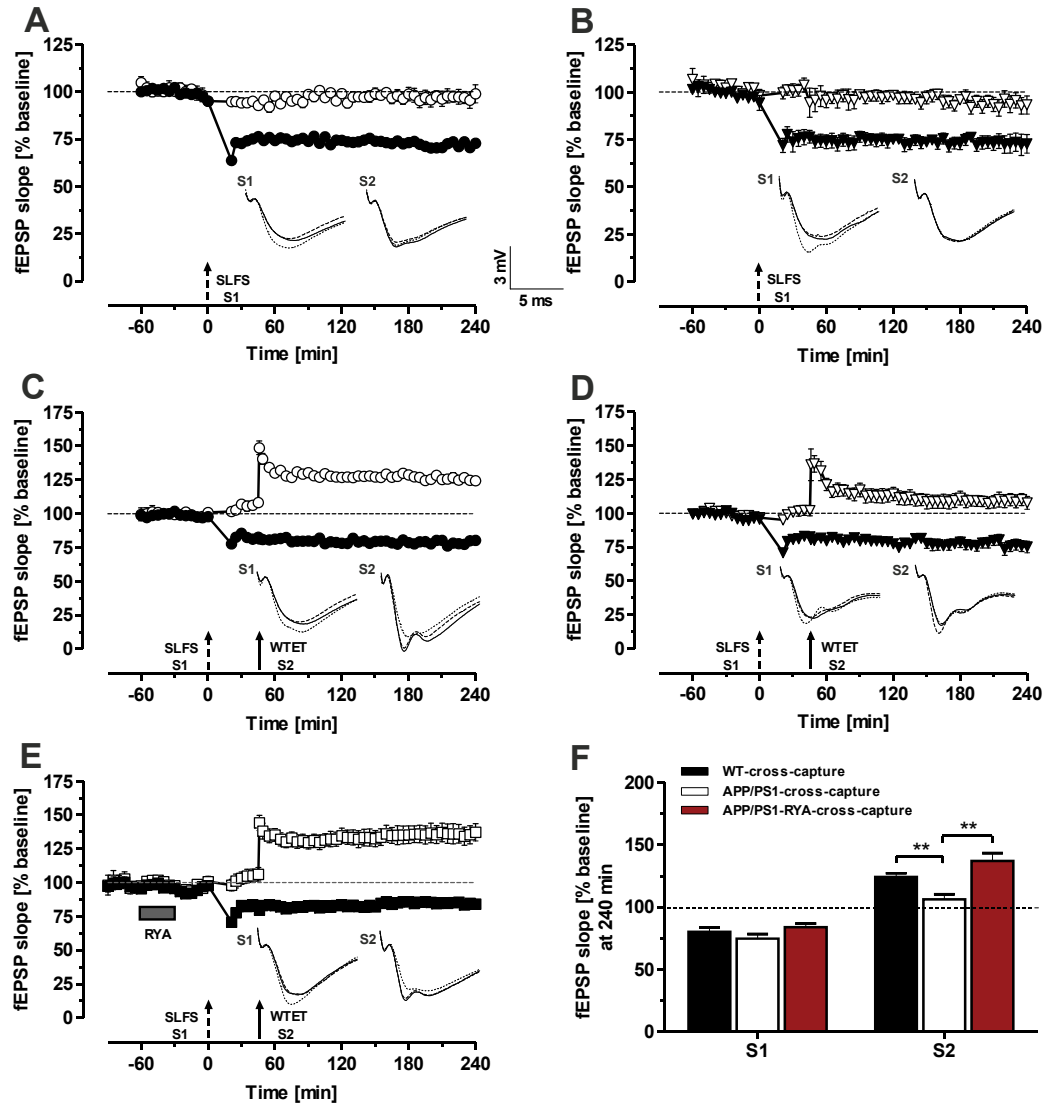 A
fEPSP slope [% baseline]
125
100
75
50
25
0
S1
S2
SLFS
S1
3 mV
5 ms
-60 0 60 120 180 240
Time [min]
B
fEPSP slope [% baseline]
125
100
75
50
25
0
S1
S2
SLFS
S1
-60 0 60 120 180 240
Time [min]
C
fEPSP slope [% baseline]
175
150
125
100
75
50
25
0
S1
S2
SLFS
S1
WTET
S2
-60 0 60 120 180 240
Time [min]
D
fEPSP slope [% baseline]
175
150
125
100
75
50
25
0
S1
S2
SLFS
S1
WTET
S2
-60 0 60 120 180 240
Time [min]
E
fEPSP slope [% baseline]
175
150
125
100
75
50
25
0
RYA
S1
S2
SLFS
S1
WTET
S2
-60 0 60 120 180 240
Time [min]
F
WT-cross-capture
APP/PS1-cross-capture
APP/PS1-RYA-cross-capture
fEPSP slope [% baseline]
at 240 min
200
150
100
50
0
**
**
S1
S2